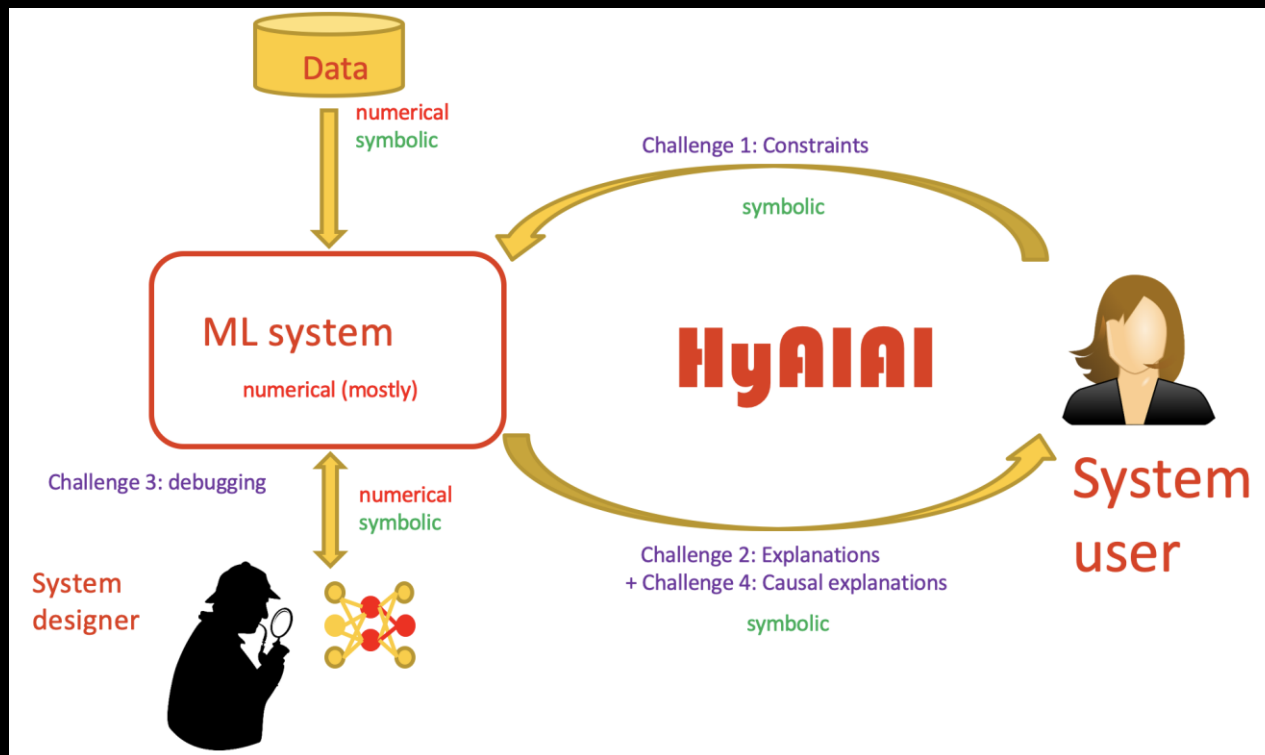 Data
numerical
symbolic
Challenge 1: Constraints
symbolic
ML system
numerical (mostly)
HyAIAI
System
user
Challenge 3: debugging
numerical
symbolic
System
designer
Challenge 2: Explanations
+ Challenge 4: Causal explanations
symbolic